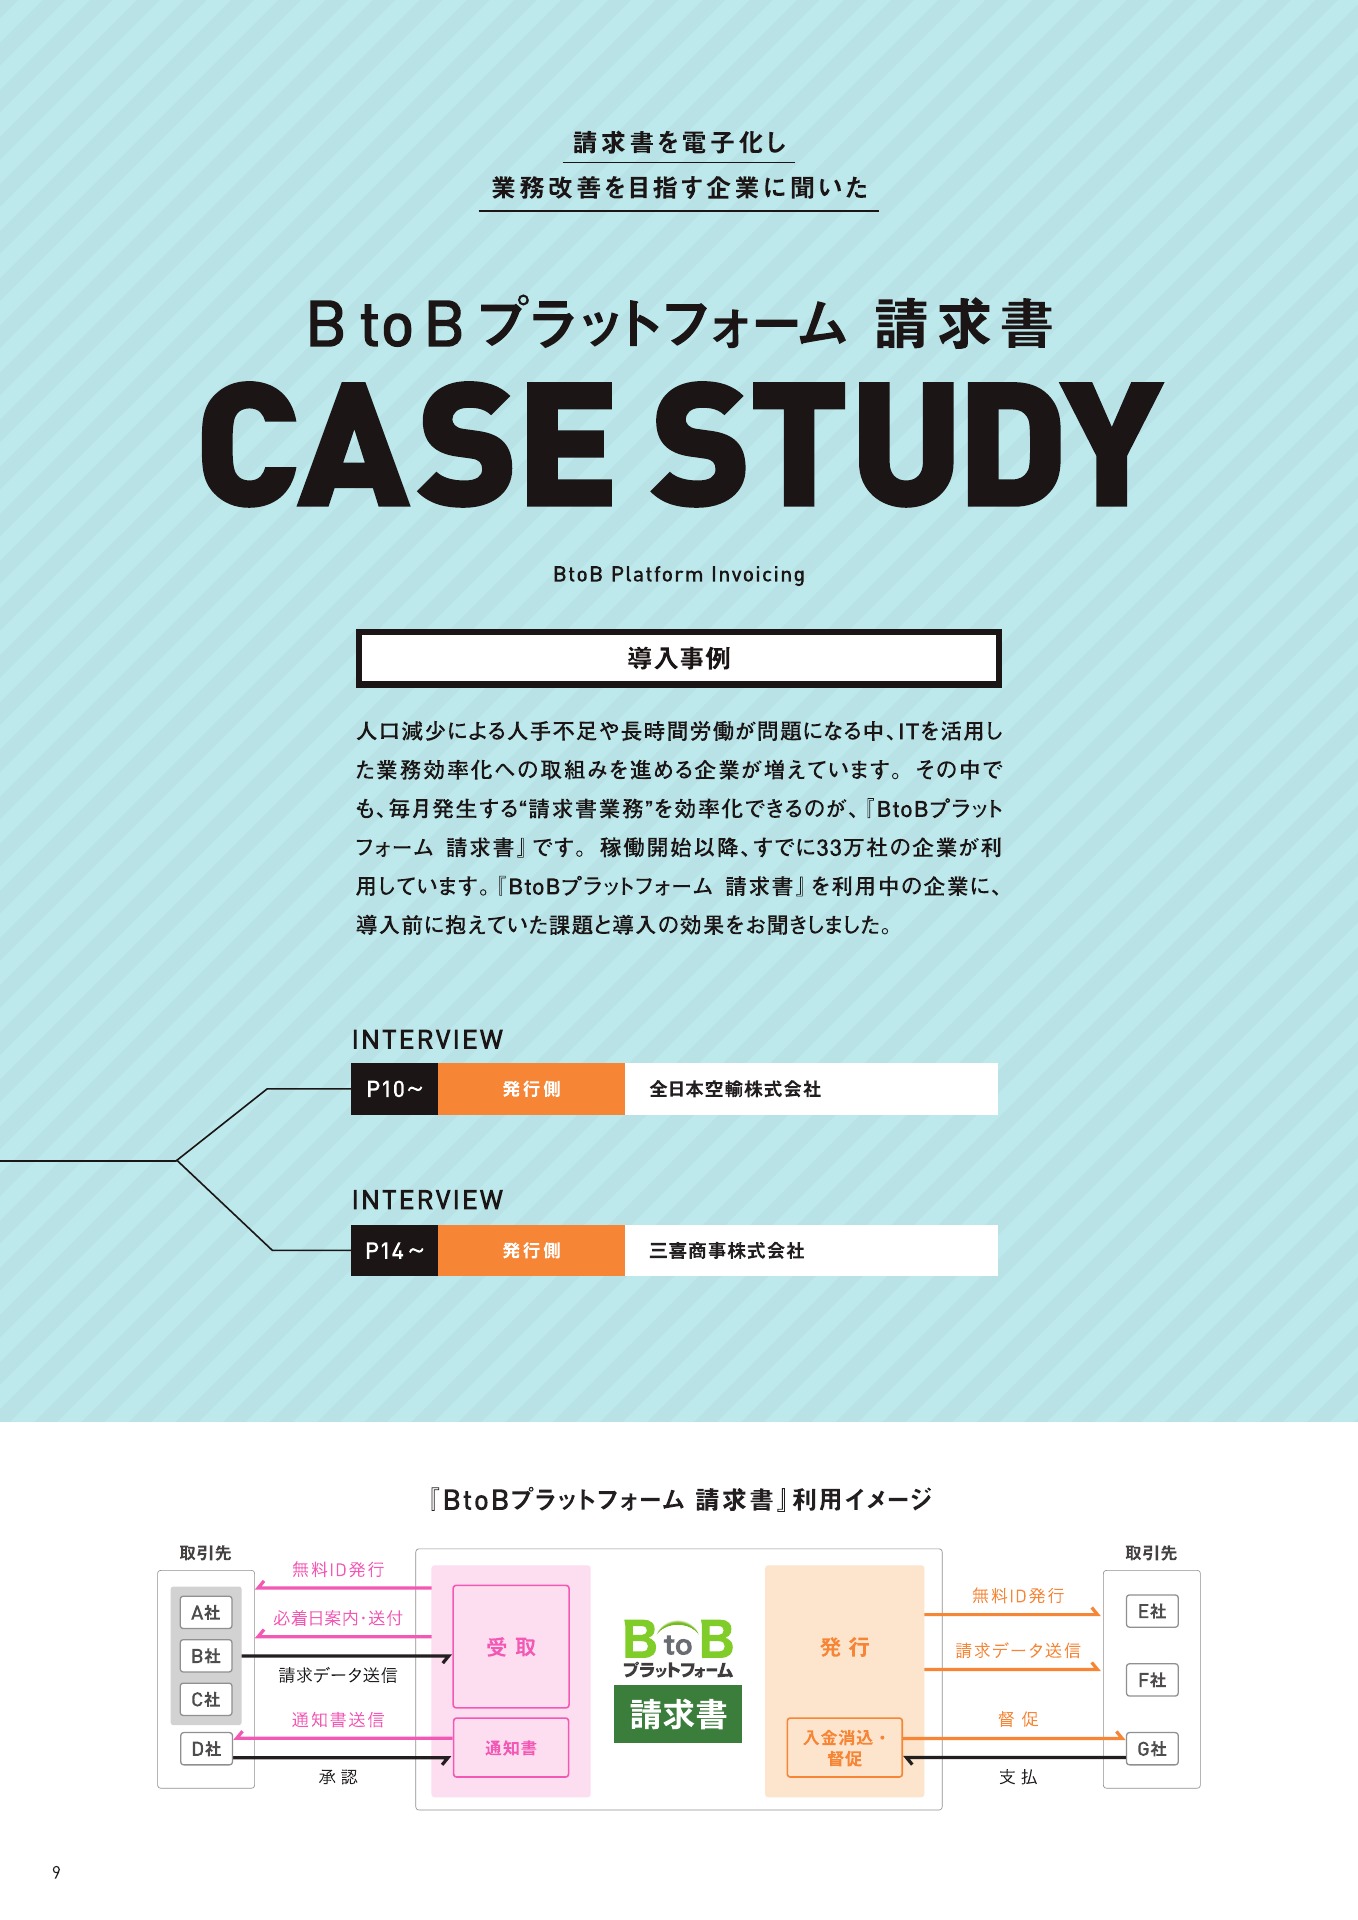 請求書を電子化し
業務改善を目指す企業に聞いた
BtoBプラットフォーム 請求書
CASE STUDY
BtoB Platform Invoicing
導入事例
人口減少による人手不足や長時間労働が問題になる中、ITを活用し
た業務効率化への取組みを進める企業が増えています。その中で
も、毎月発生する“請求書業務”を効率化できるのが、『BtoBプラット
フォーム 請求書』です。稼働開始以降、すでに33万社の企業が利
用しています。『BtoBプラットフォーム 請求書』を利用中の企業に、
導入前に抱えていた課題と導入の効果をお聞きしました。
INTERVIEW
P10～ 発行側 全日本空輸株式会社
INTERVIEW
P14～ 発行側 三喜商事株式会社
『BtoBプラットフォーム 請求書』利用イメージ
取引先
A社
B社
C社
D社
無料ID発行
必着日案内・送付
請求データ送信
通知書送信
承認
受取
通知書
BtoB
プラットフォーム
請求書
発行
入金消込・
督促
無料ID発行
請求データ送信
督促
支払
取引先
E社
F社
G社
9